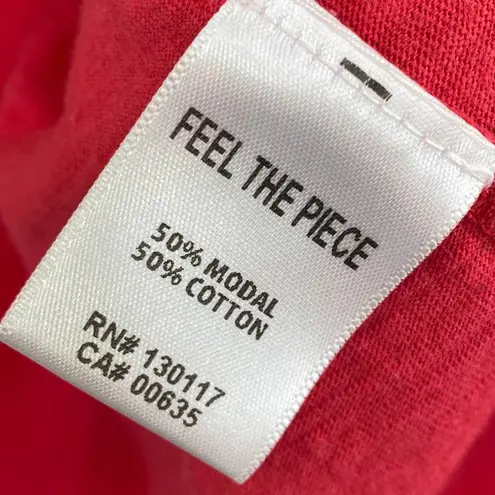 FEEL THE PIECE
50% MODAL
50% COTTON
RN# 130117
CA# 00635